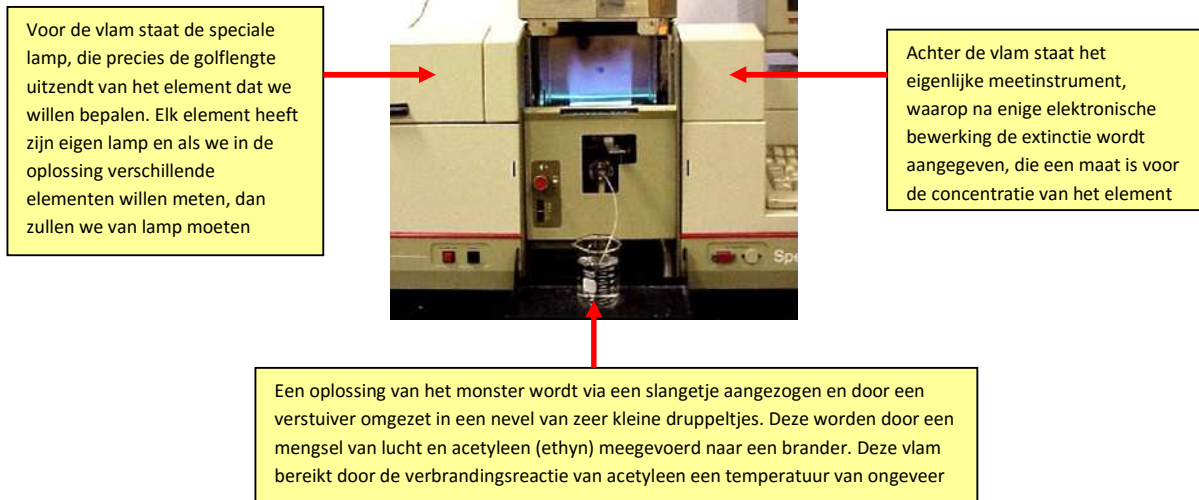 Voor de vlam staat de speciale
lamp, die precies de golflengte
uitzendt van het element dat we
willen bepalen. Elk element heeft
zijn eigen lamp en als we in de
oplossing verschillende
elementen willen meten, dan
zullen we van lamp moeten
Achter de vlam staat het
eigenlijke meetinstrument,
waarop na enige elektronische
bewerking de extinctie wordt
aangegeven, die een maat is voor
de concentratie van het element
Spe
Een oplossing van het monster wordt via een slangetje aangezogen en door een
verstuiver omgezet in een nevel van zeer kleine druppeltjes. Deze worden door een
mengsel van lucht en acetyleen (ethyn) meegevoerd naar een brander. Deze vlam
bereikt door de verbrandingsreactie van acetyleen een temperatuur van ongeveer